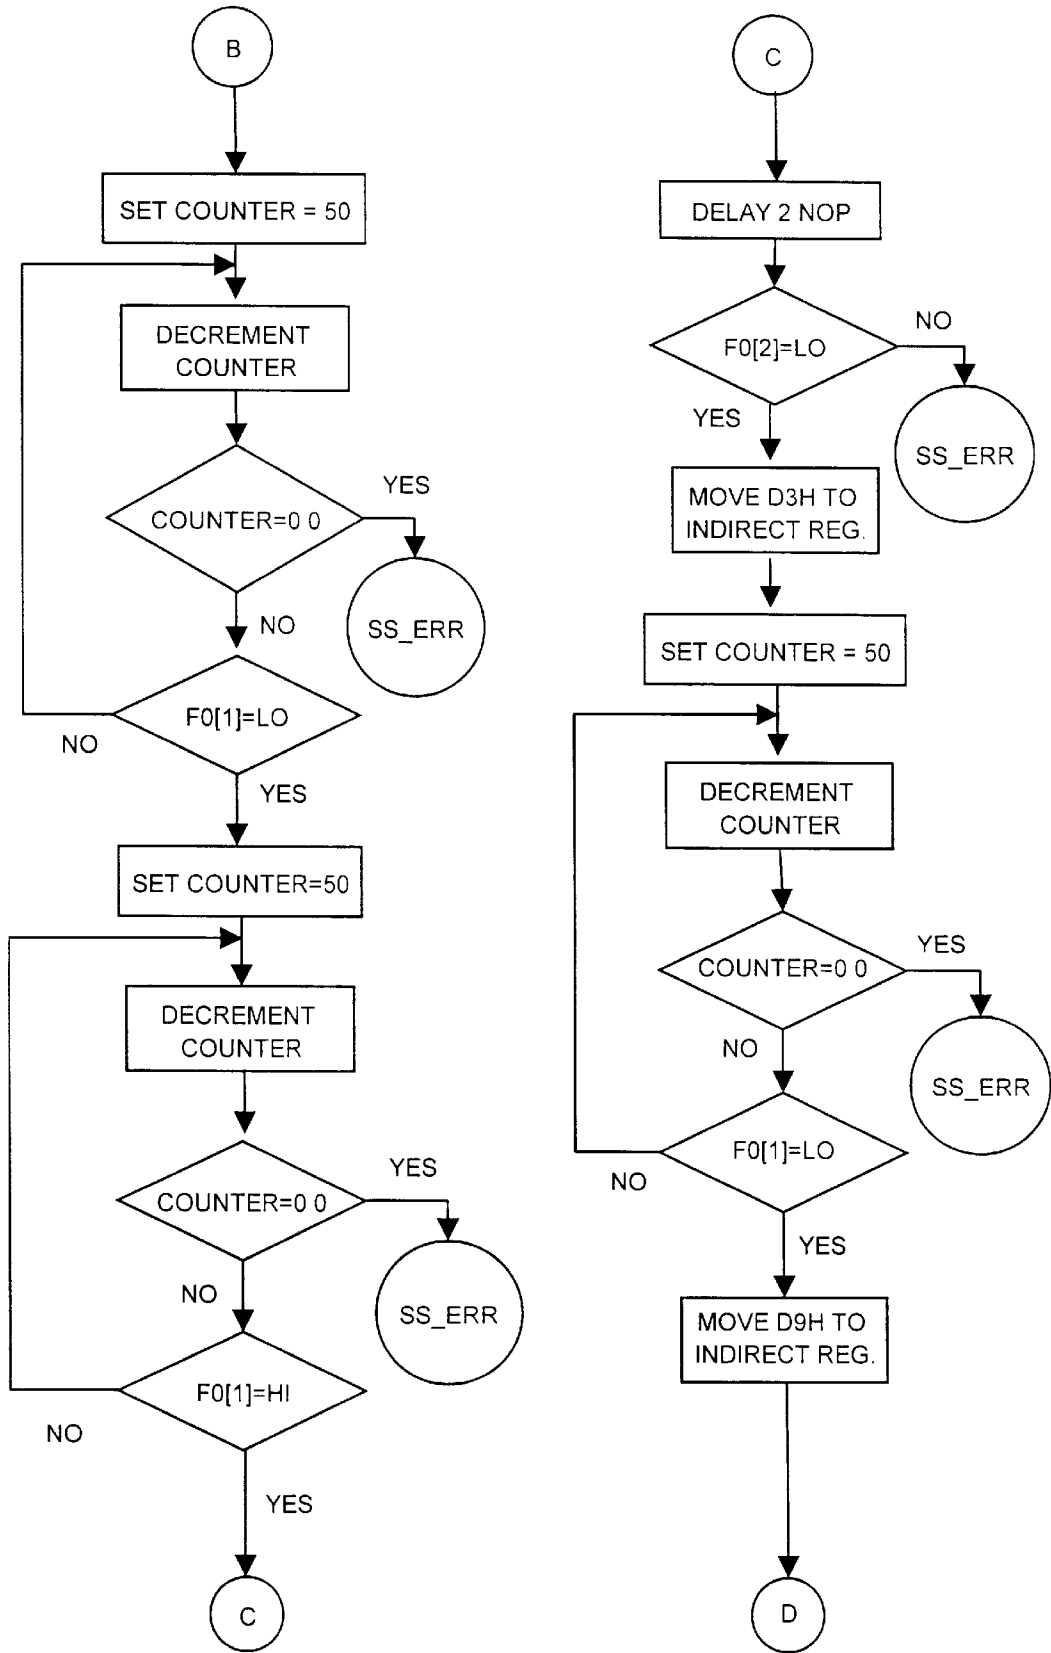 B
SET COUNTER = 50
DECREMENT
COUNTER
YES
COUNTER=0 0
NO
SS_ERR
F0[1]=LO
NO
YES
SET COUNTER=50
DECREMENT
COUNTER
YES
COUNTER=0 0
NO
SS_ERR
F0[1]=HI
NO
YES
C
C
DELAY 2 NOP
NO
F0[2]=LO
YES
SS_ERR
MOVE D3H TO
INDIRECT REG.
SET COUNTER = 50
DECREMENT
COUNTER
YES
COUNTER=0 0
NO
SS_ERR
F0[1]=LO
NO
YES
MOVE D9H TO
INDIRECT REG.
D